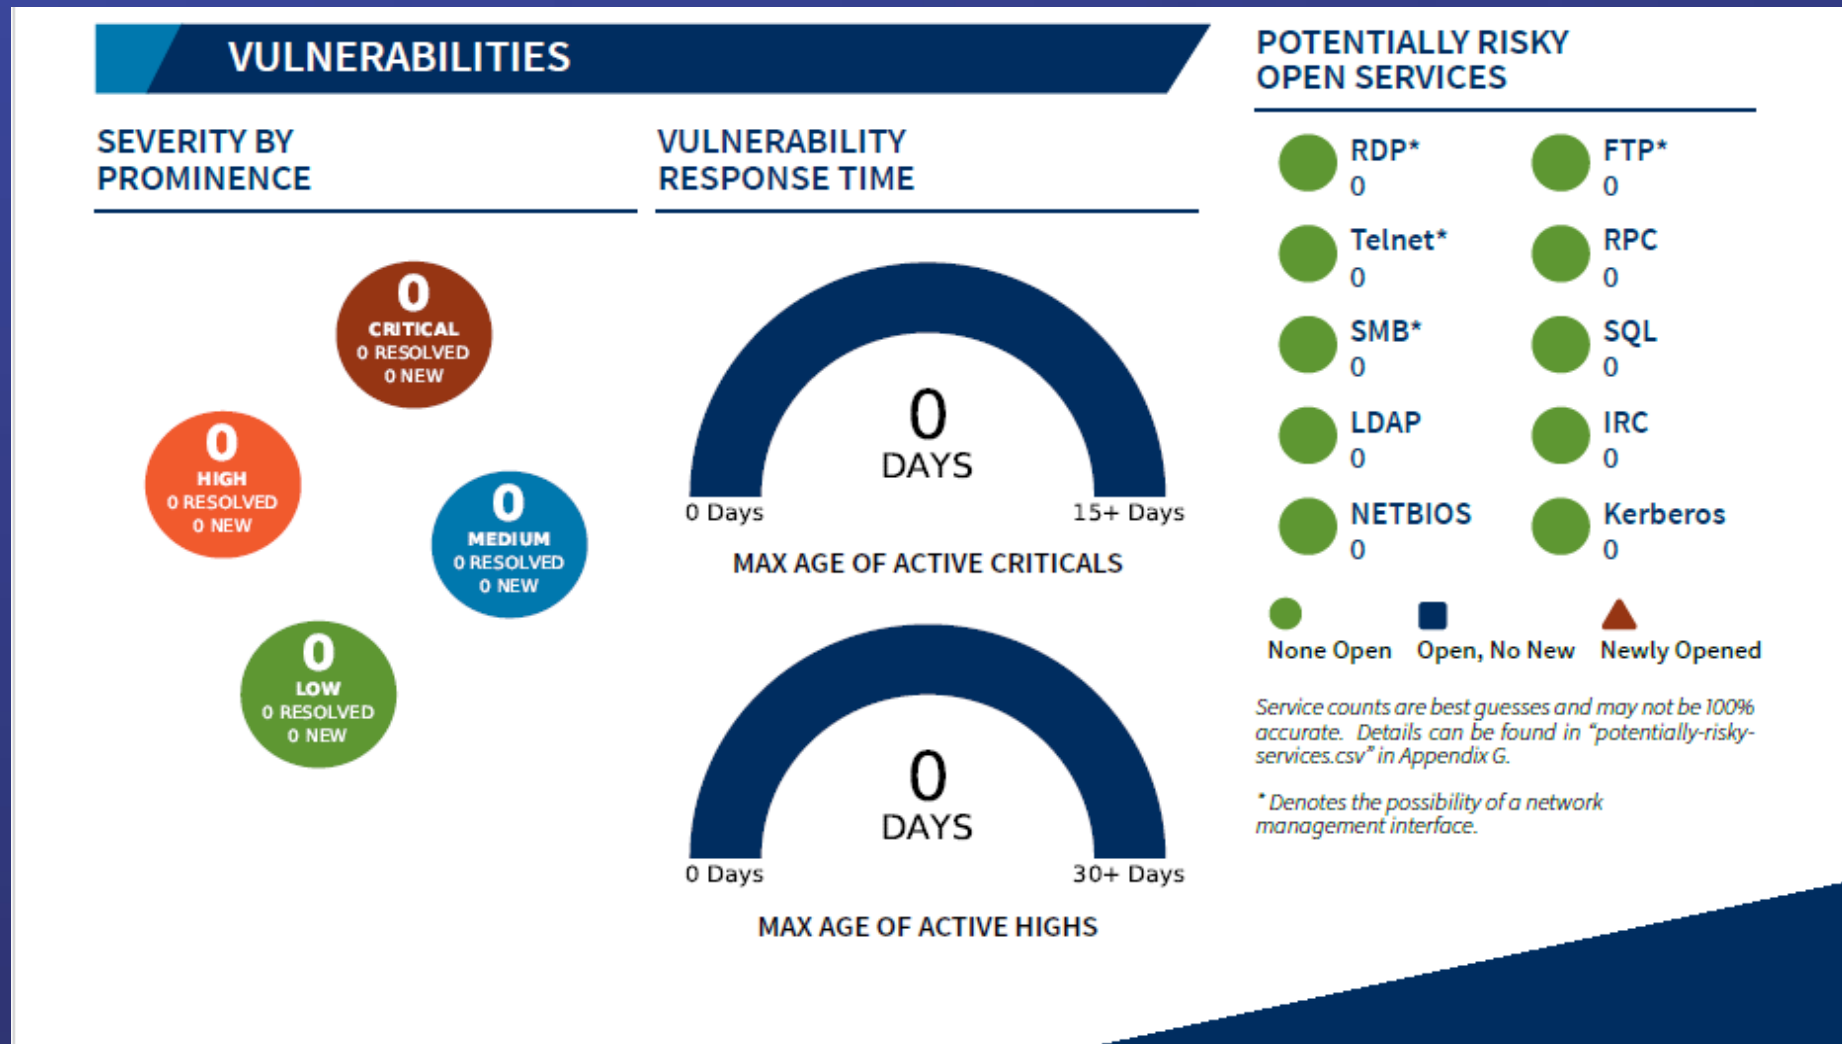 VULNERABILITIES
SEVERITY BY
PROMINENCE
0
CRITICAL
0 RESOLVED
0 NEW
0
HIGH
0 RESOLVED
0 NEW
0
MEDIUM
0 RESOLVED
0 NEW
0
LOW
0 RESOLVED
0 NEW
VULNERABILITY
RESPONSE TIME
0
DAYS
0 Days 15+ Days
MAX AGE OF ACTIVE CRITICALS
0
DAYS
0 Days 30+ Days
MAX AGE OF ACTIVE HIGHS
POTENTIALLY RISKY
OPEN SERVICES
RDP* FTP*
0 0
Telnet* RPC
0 0
SMB* SQL
0 0
LDAP IRC
0 0
NETBIOS Kerberos
0 0
None Open Open, No New Newly Opened
Service counts are best guesses and may not be 100%
accurate. Details can be found in “potentially-risky-
services.csv” in Appendix G.
* Denotes the possibility of a network
management interface.